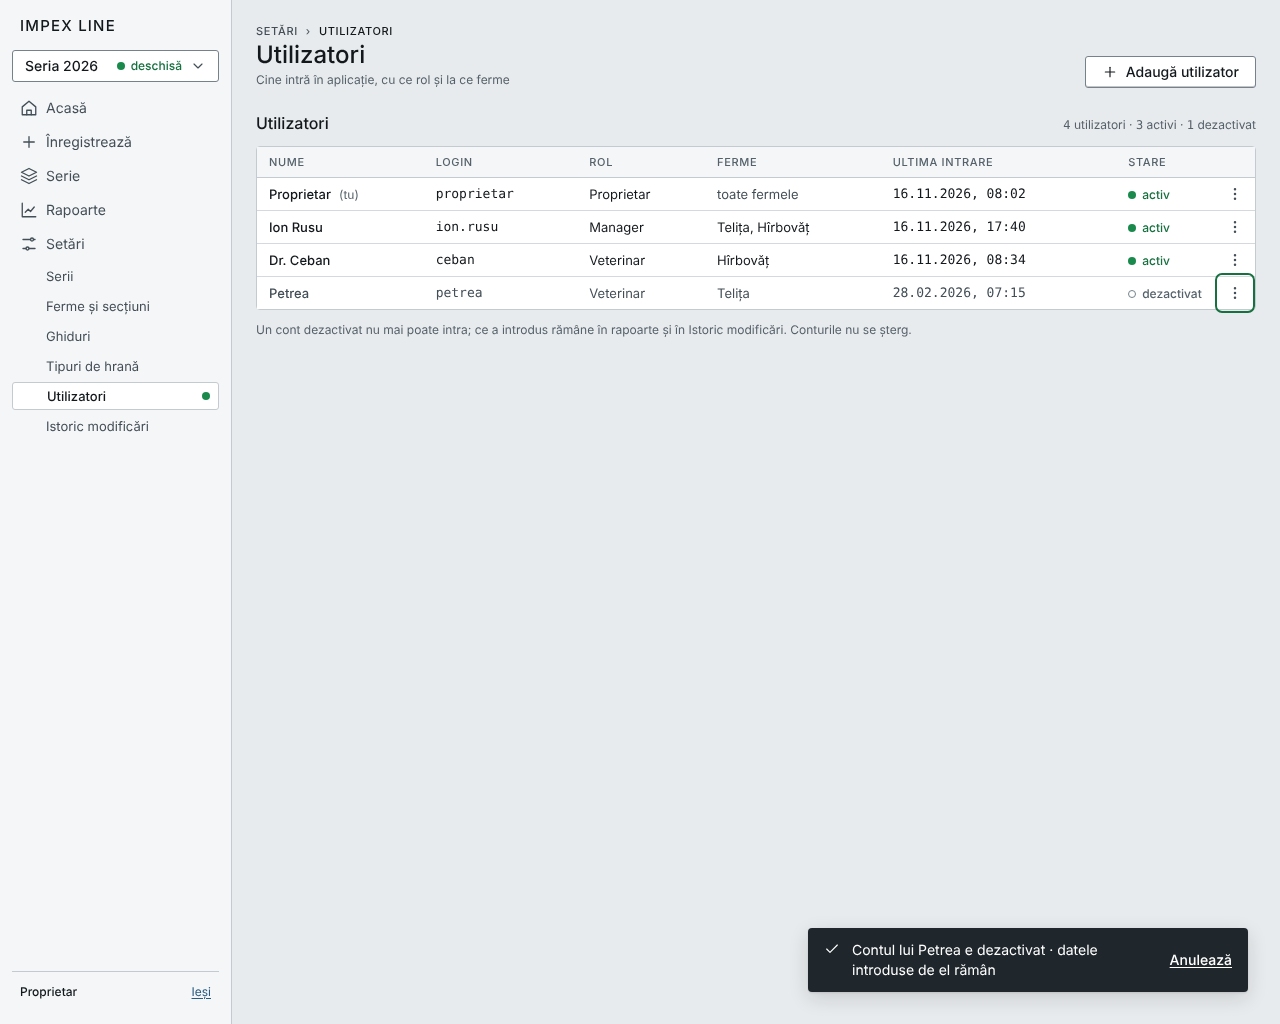 IMPEX LINE
Seria 2026 deschisă
Acasă
Înregistrează
Serie
Rapoarte
Setări
Serii
Ferme și secțiuni
Ghiduri
Tipuri de hrană
Utilizatori
Istoric modificări
Proprietar Ieși
SETĂRI › UTILIZATORI
Utilizatori
Cine intră în aplicație, cu ce rol și la ce ferme
+ Adaugă utilizator
Utilizatori
4 utilizatori · 3 activi · 1 dezactivat
NUME LOGIN ROL FERME ULTIMA INTRARE STARE
Proprietar (tu) proprietar Proprietar toate fermele 16.11.2026, 08:02 activ
Ion Rusu ion.rusu Manager Telița, Hîrbovăț 16.11.2026, 17:40 activ
Dr. Ceban ceban Veterinar Hîrbovăț 16.11.2026, 08:34 activ
Petrea petrea Veterinar Telița 28.02.2026, 07:15 dezactivat
Un cont dezactivat nu mai poate intra; ce a introdus rămâne în rapoarte și în Istoric modificări. Conturile nu se șterg.
Contul lui Petrea e dezactivat · datele
introduse de el rămân
Anulează